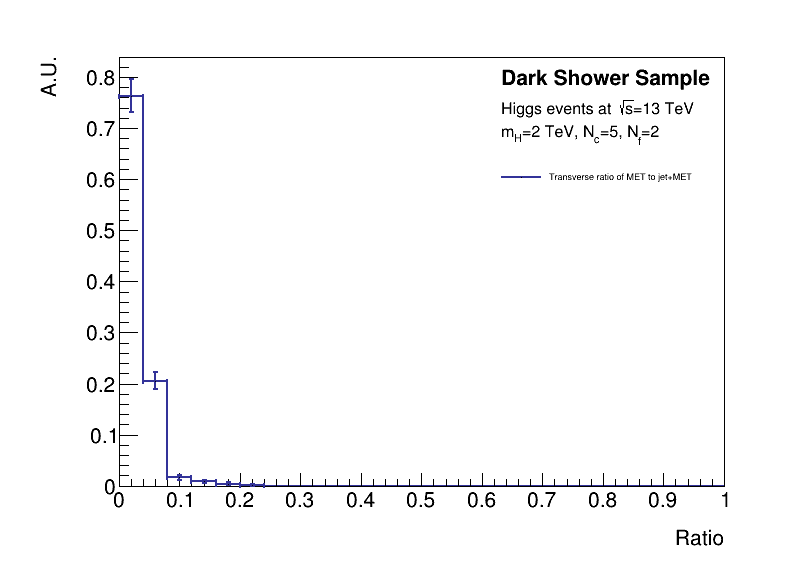 A.U.
Dark Shower Sample
Higgs events at √s=13 TeV
mH=2 TeV, Nc=5, Nf=2
Transverse ratio of MET to jet+MET
0.8
0.7
0.6
0.5
0.4
0.3
0.2
0.1
0
0 0.1 0.2 0.3 0.4 0.5 0.6 0.7 0.8 0.9 1
Ratio